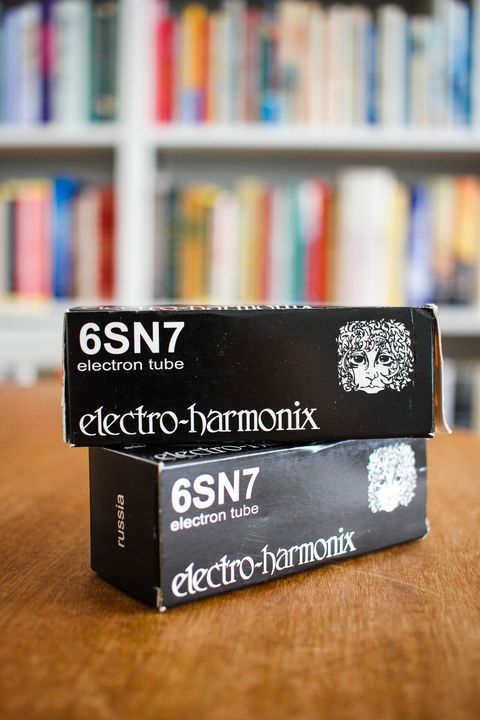 6SN7
electron tube
electro-harmonix
russia
6SN7
electron tube
electro-harmonix